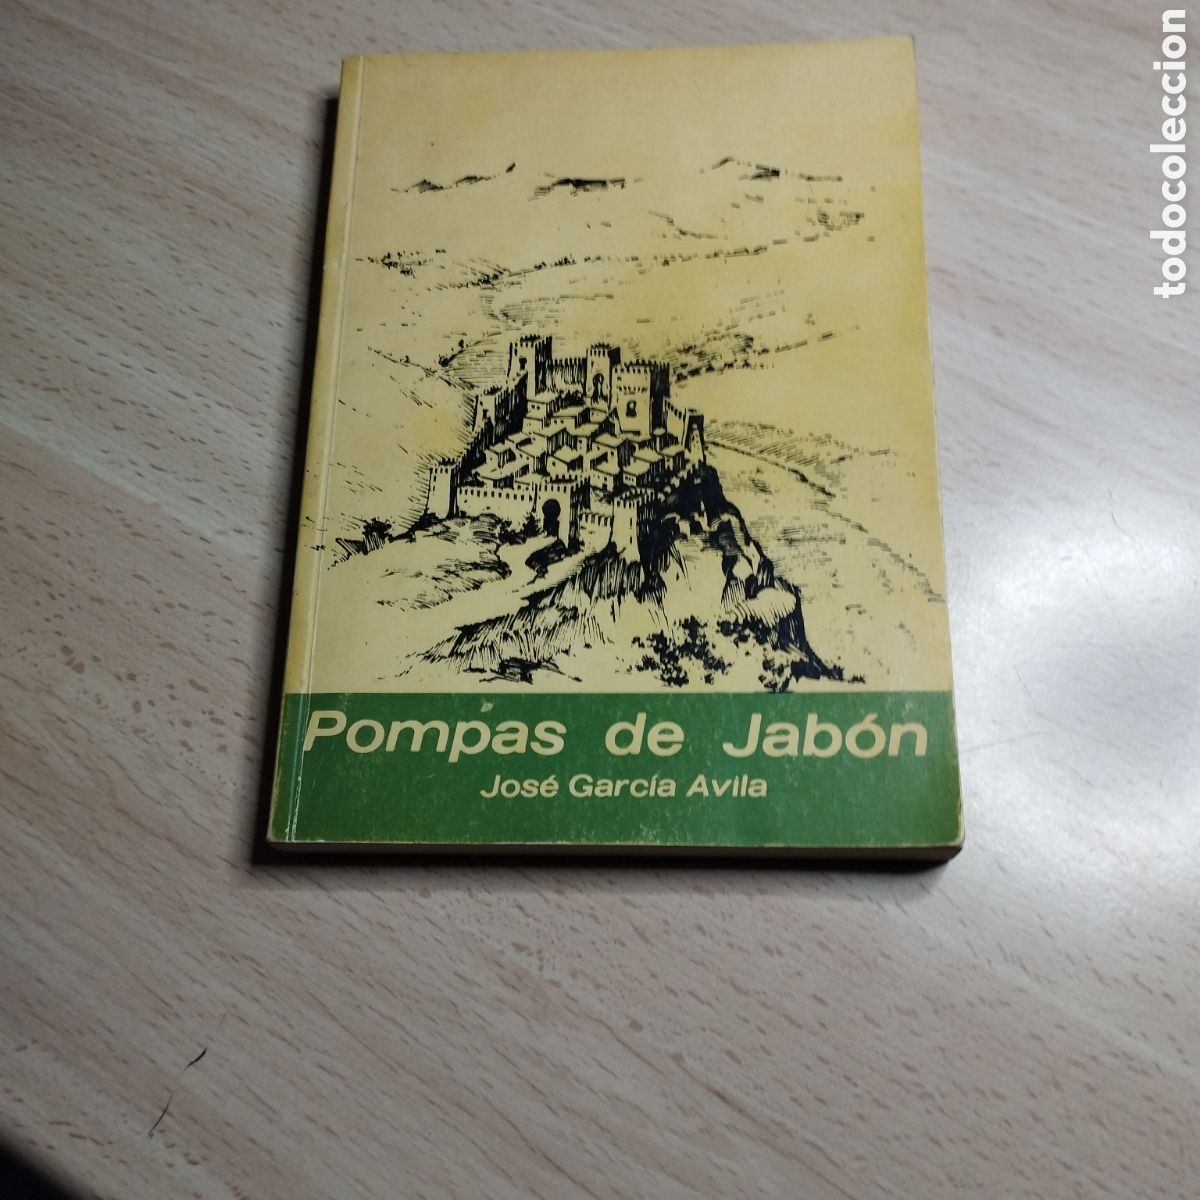 Pompas de Jabón
José García Avila
todocoleccion